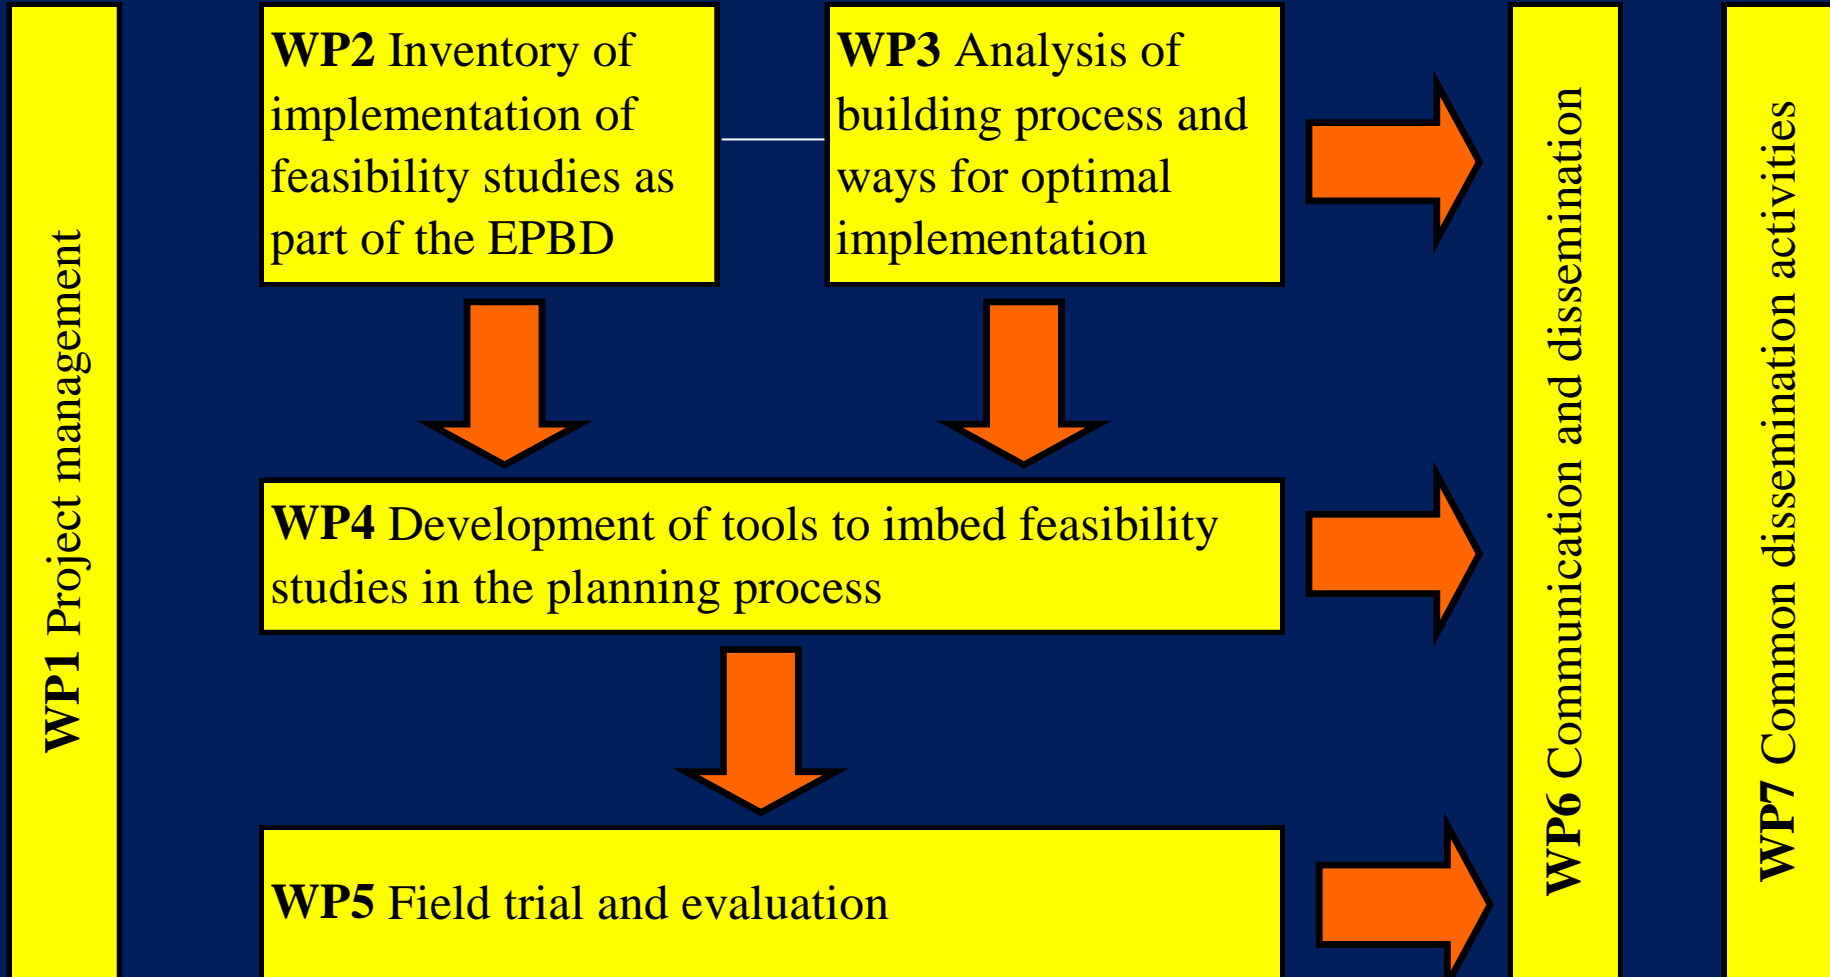 WP1 Project management
WP2 Inventory of
implementation of
feasibility studies as
part of the EPBD
WP3 Analysis of
building process and
ways for optimal
implementation
WP4 Development of tools to imbed feasibility
studies in the planning process
WP5 Field trial and evaluation
WP6 Communication and dissemination
WP7 Common dissemination activities